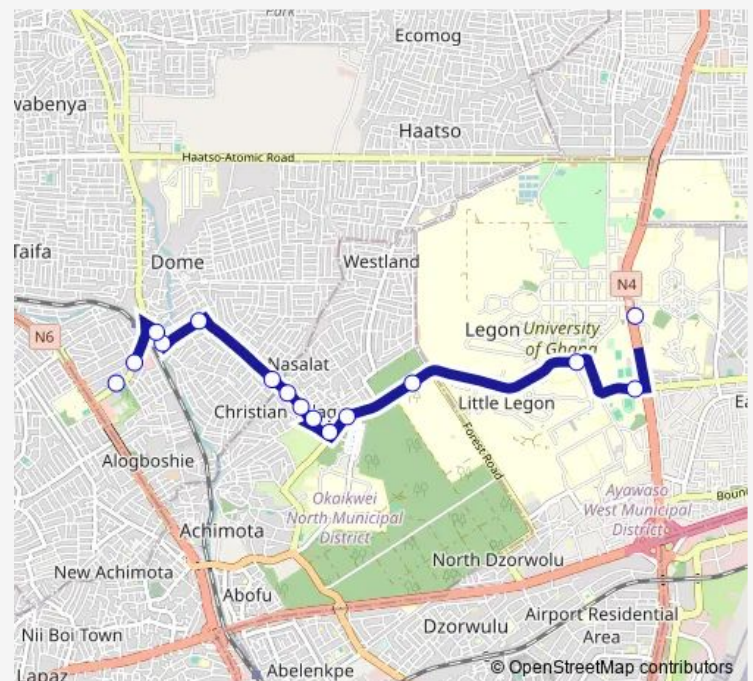 Park
Ecomog
wabenya
Haatso
Haatso-Atomic Road
Taifa
Dome
Westland
N4
N6
Legon University
of Ghana
Nasalat
Christian
Little Legon
Forest Road
Alogboshie
Okaikwei
North Municipal
District
Ayawaso
West Municipal
District
Boun
Achimota
North Dzorwolu
New Achimota
Abofu
Airport Residential
Area
Dzorwulu
Nii Boi Town
Lapaz
Abelenkpe
© OpenStreetMap contributors